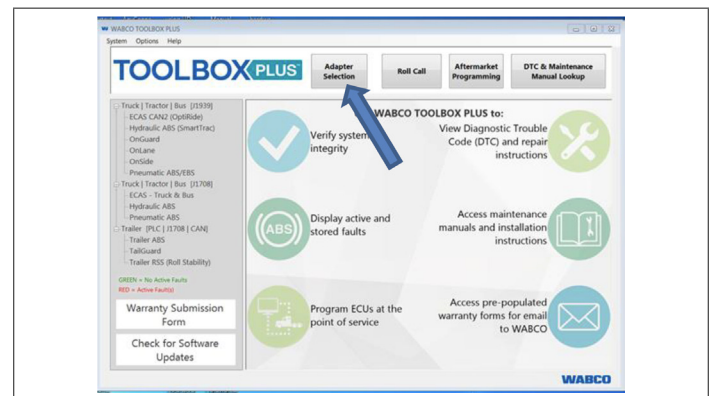 WABCO TOOLBOX PLUS
System Options Help
TOOLBOX PLUS
Adapter
Selection
Roll Call
Aftermarket
Programming
DTC & Maintenance
Manual Lookup
Truck | Tractor | Bus [J1939]
ECAS CAN2 (OptiRide)
Hydraulic ABS (SmartTrac)
OnGuard
OnLane
OnSide
Pneumatic ABS/EBS
Truck | Tractor | Bus [J1708]
ECAS - Truck & Bus
Hydraulic ABS
Pneumatic ABS
Trailer [PLC | J1708 | CAN]
Trailer ABS
TailGuard
Trailer RSS (Roll Stability)
GREEN = No Active Faults
RED = Active Fault(s)
Warranty Submission
Form
Check for Software
Updates
WABCO TOOLBOX PLUS to:
Verify system
integrity
View Diagnostic Trouble
Code (DTC) and repair
instructions
ABS
Display active and
stored faults
Access maintenance
manuals and installation
instructions
Program ECUs at the
point of service
Access pre-populated
warranty forms for email
to WABCO
WABCO